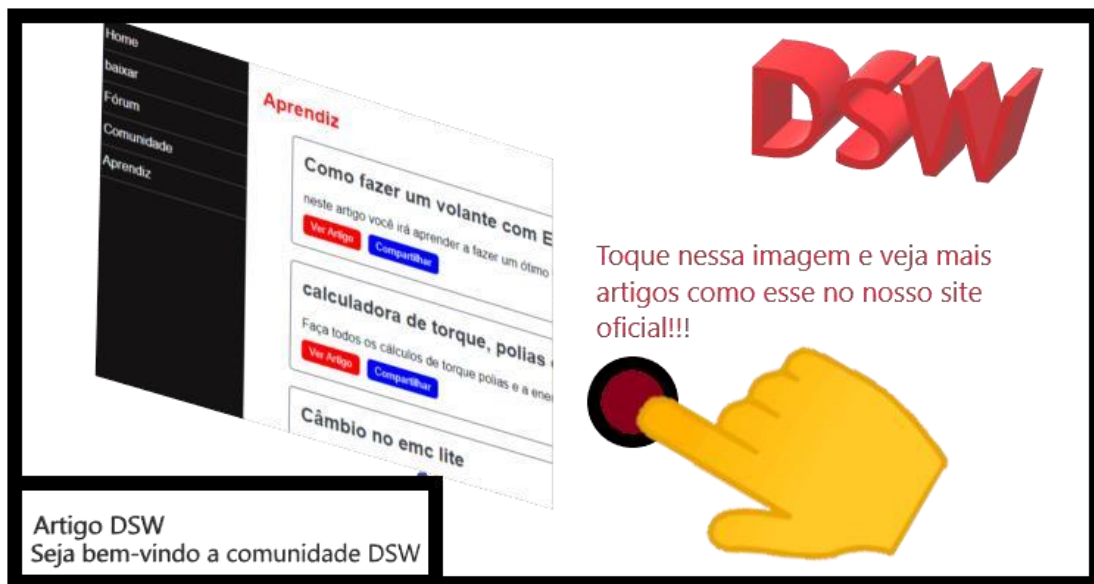 Home
baixar
Fórum
Comunidade
Aprendiz
Aprendiz
Como fazer um volante com E
neste artigo você irá aprender a fazer um ótimo
Ver Artigo
Compartilhar
calculadora de torque, polias
Faça todos os cálculos de torque polias e a ene
Ver Artigo
Compartilhar
Câmbio no emc lite
DSW
Toque nessa imagem e veja mais
artigos como esse no nosso site
oficial!!!
Artigo DSW
Seja bem-vindo a comunidade DSW